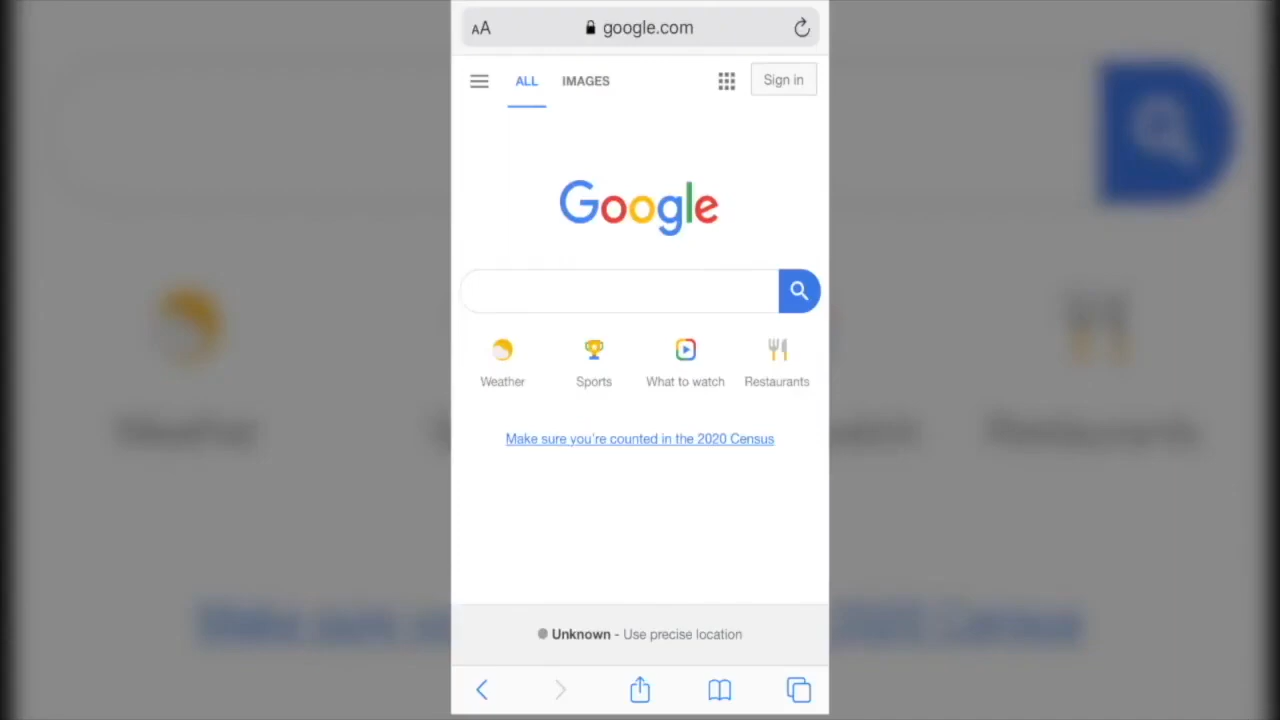 AA google.com
ALL IMAGES Sign in
Google
Weather Sports What to watch Restaurants
Make sure you're counted in the 2020 Census
Unknown - Use precise location